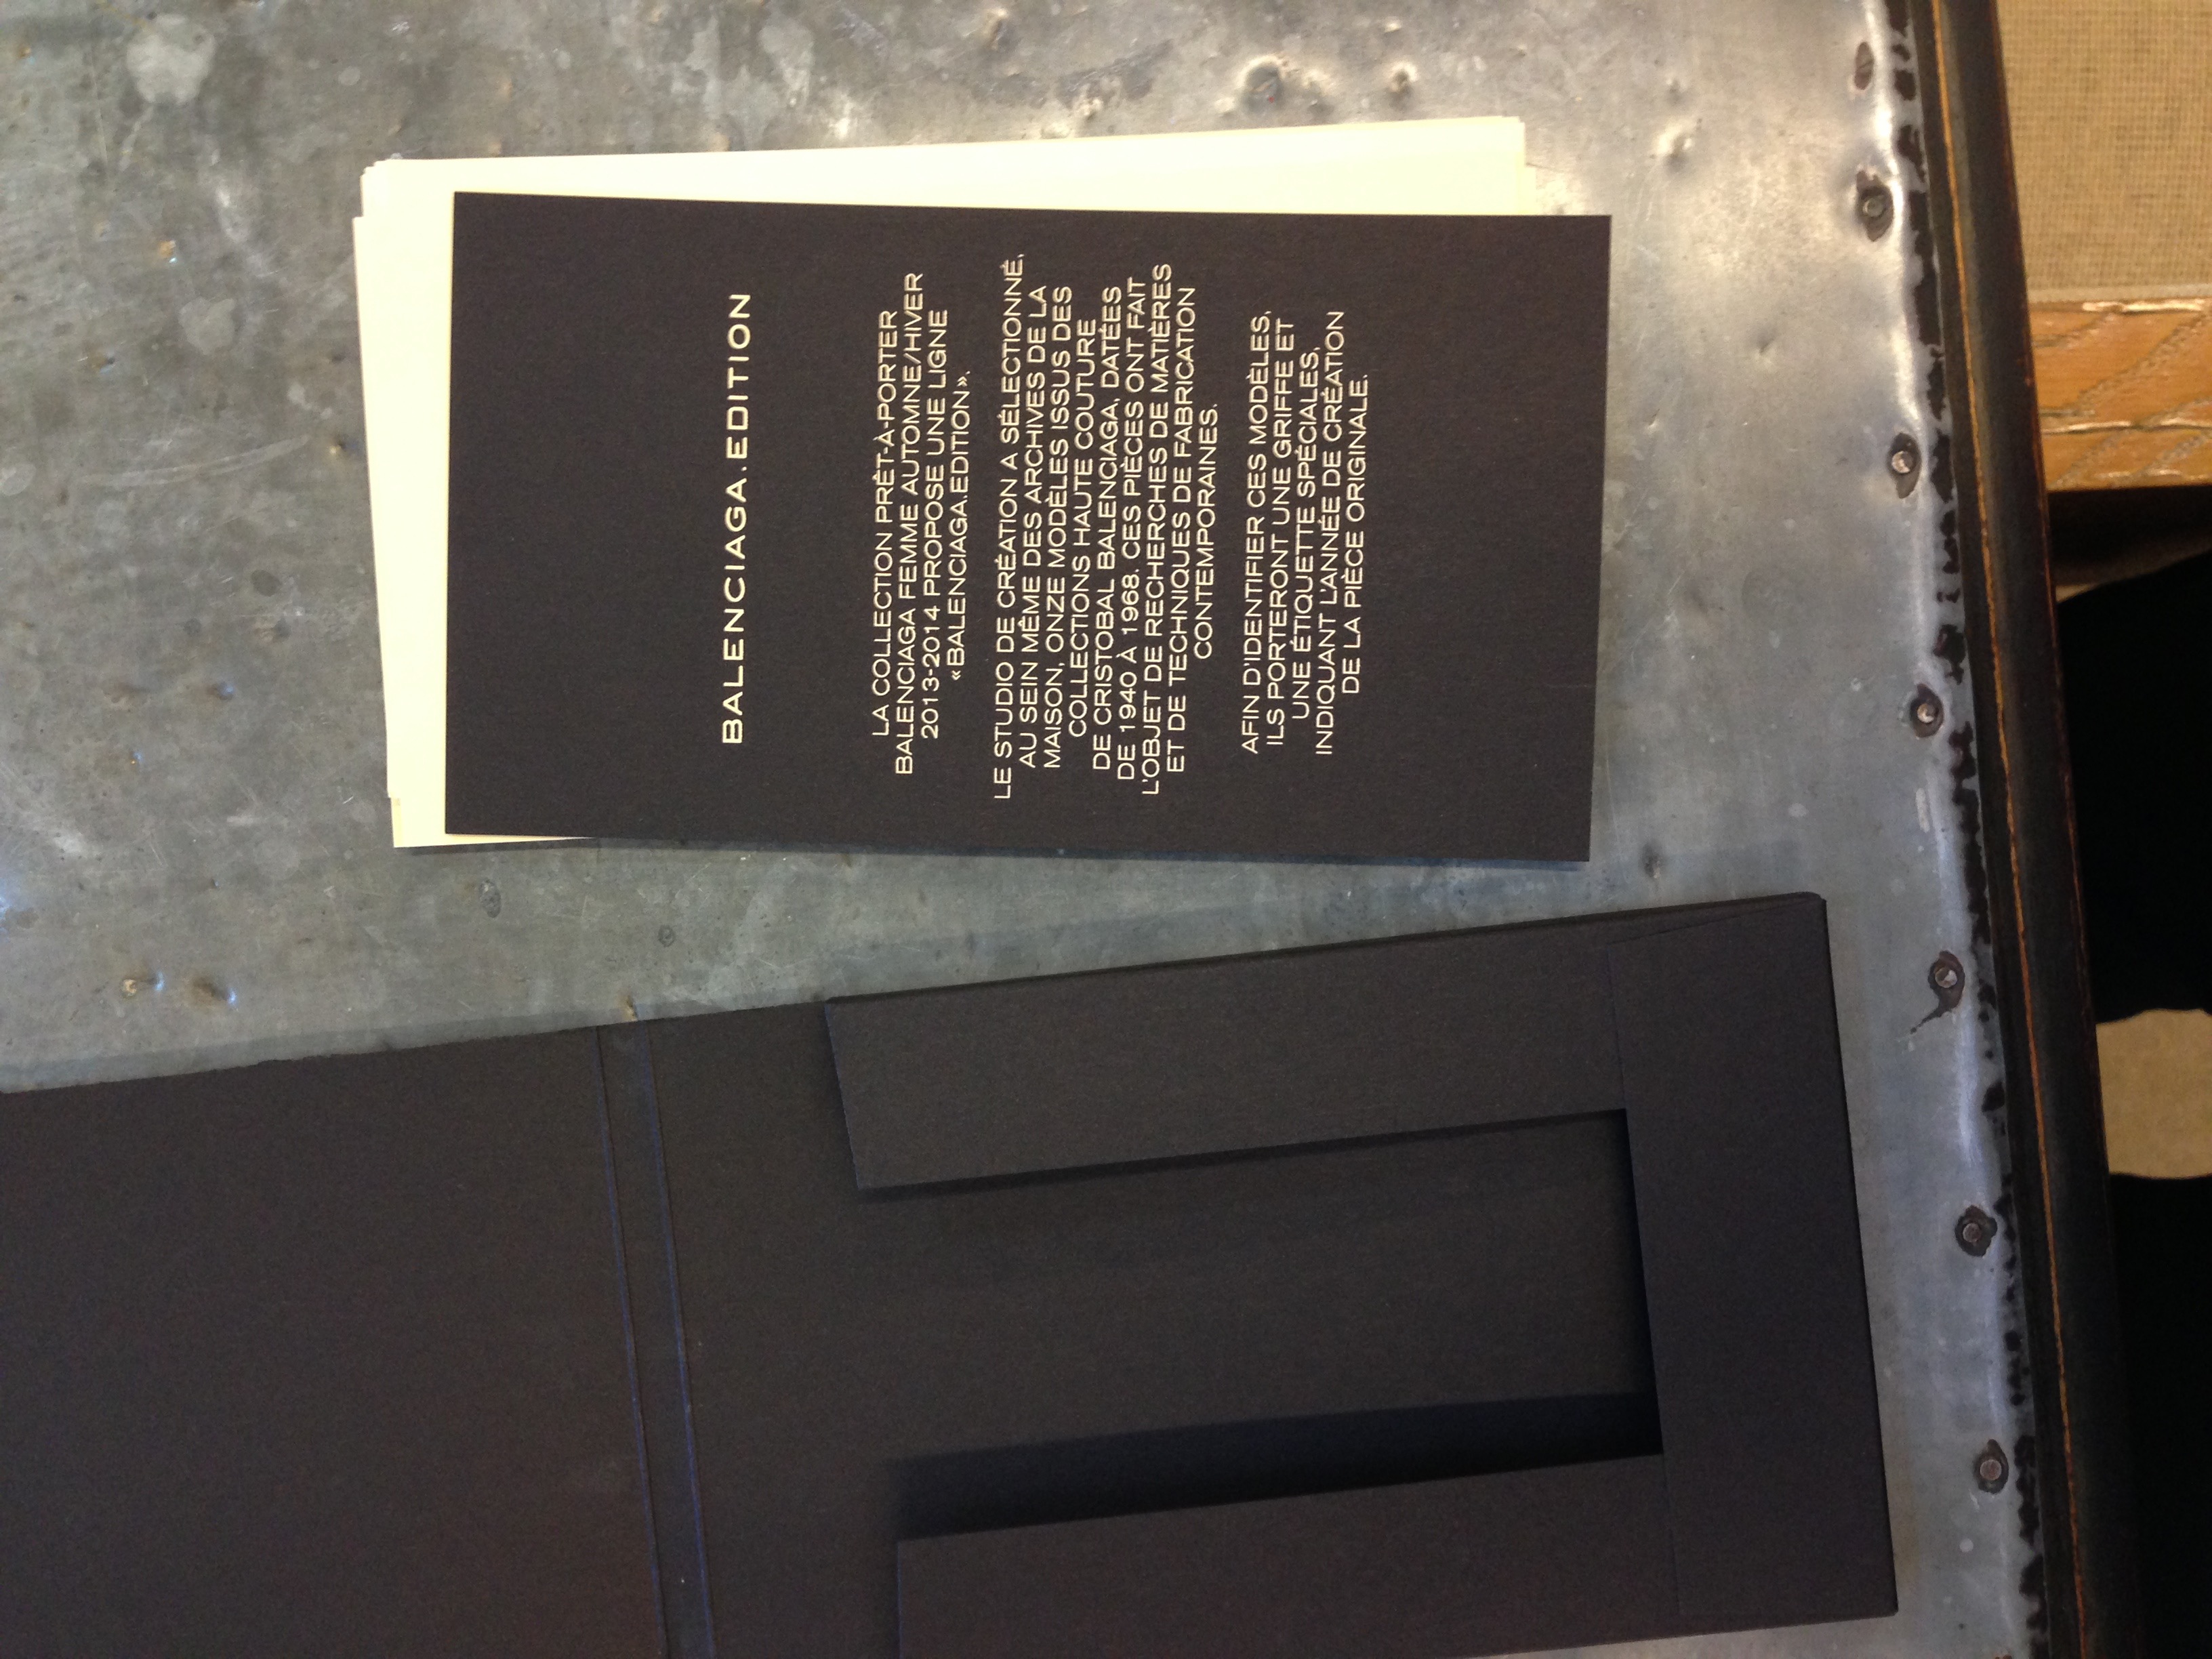 BALENCIAGA.EDITION
LA COLLECTION PRÊT-À-PORTER
BALENCIAGA FEMME AUTOMNE/HIVER
2013-2014 PROPOSE UNE LIGNE
«BALENCIAGA.EDITION».
LE STUDIO DE CRÉATION A SÉLECTIONNÉ,
AU SEIN MÊME DES ARCHIVES DE LA
MAISON, ONZE MODÈLES ISSUS DES
COLLECTIONS HAUTE COUTURE
DE CRISTOBAL BALENCIAGA, DATÉES
DE 1940 À 1968. CES PIÈCES ONT FAIT
L'OBJET DE RECHERCHES DE MATIÈRES
ET DE TECHNIQUES DE FABRICATION
CONTEMPORAINES.
AFIN D'IDENTIFIER CES MODÈLES,
ILS PORTERONT UNE GRIFFE ET
UNE ÉTIQUETTE SPÉCIALES,
INDIQUANT L'ANNÉE DE CRÉATION
DE LA PIÈCE ORIGINALE.